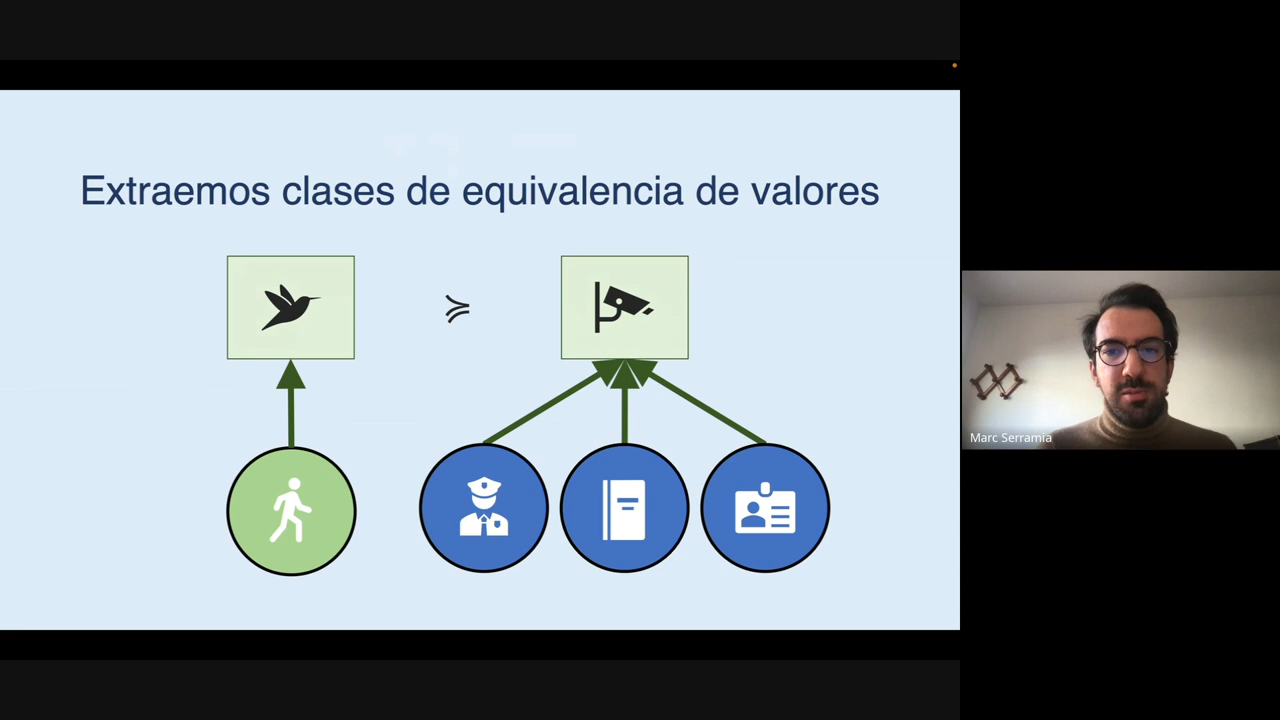 Extraemos clases de equivalencia de valores
≽
Marc Serramia